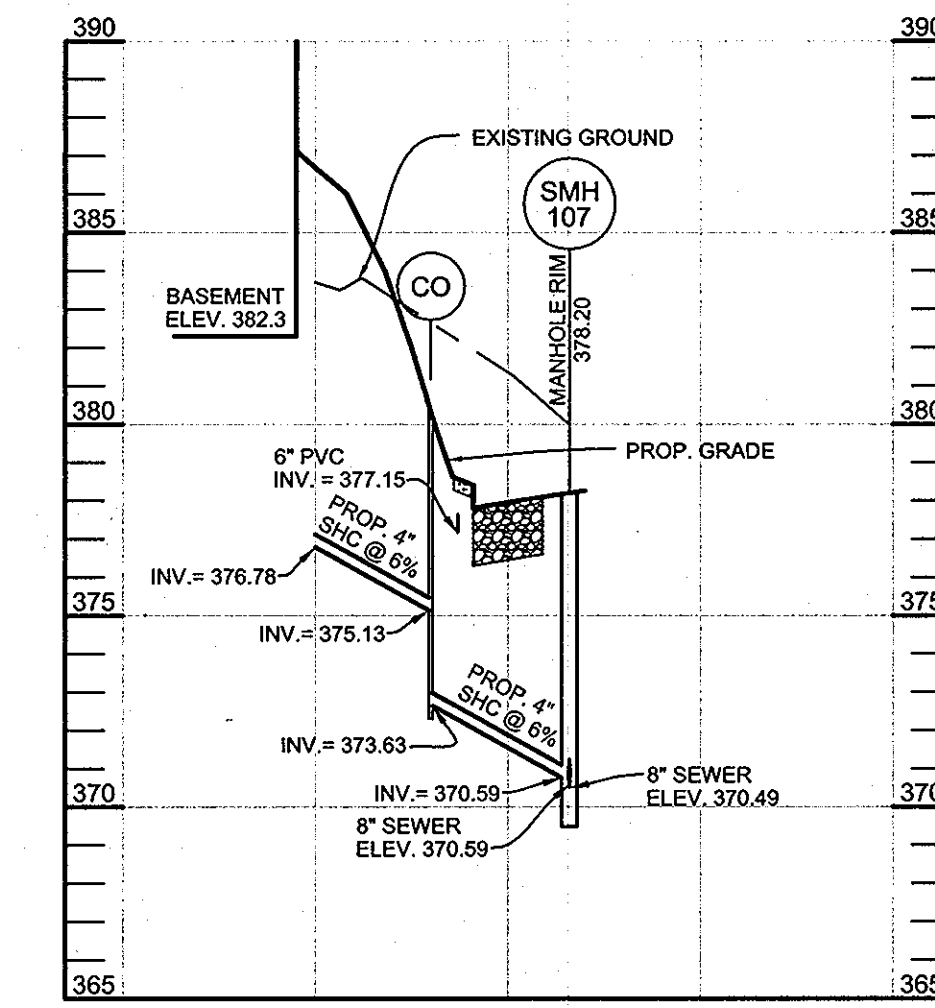 390
390
EXISTING GROUND
SMH
107
385
385
CO
BASEMENT
ELEV. 382.3
MANHOLE RIM
378.20
380
380
PROP. GRADE
6" PVC
INV. = 377.15
PROP. 4"
SHC @ 6%
INV.= 376.78
375
375
INV.= 375.13
PROP. 4"
SHC @ 6%
INV.= 373.63
8" SEWER
ELEV. 370.49
INV.= 370.59
370
370
8" SEWER
ELEV. 370.59
365
365